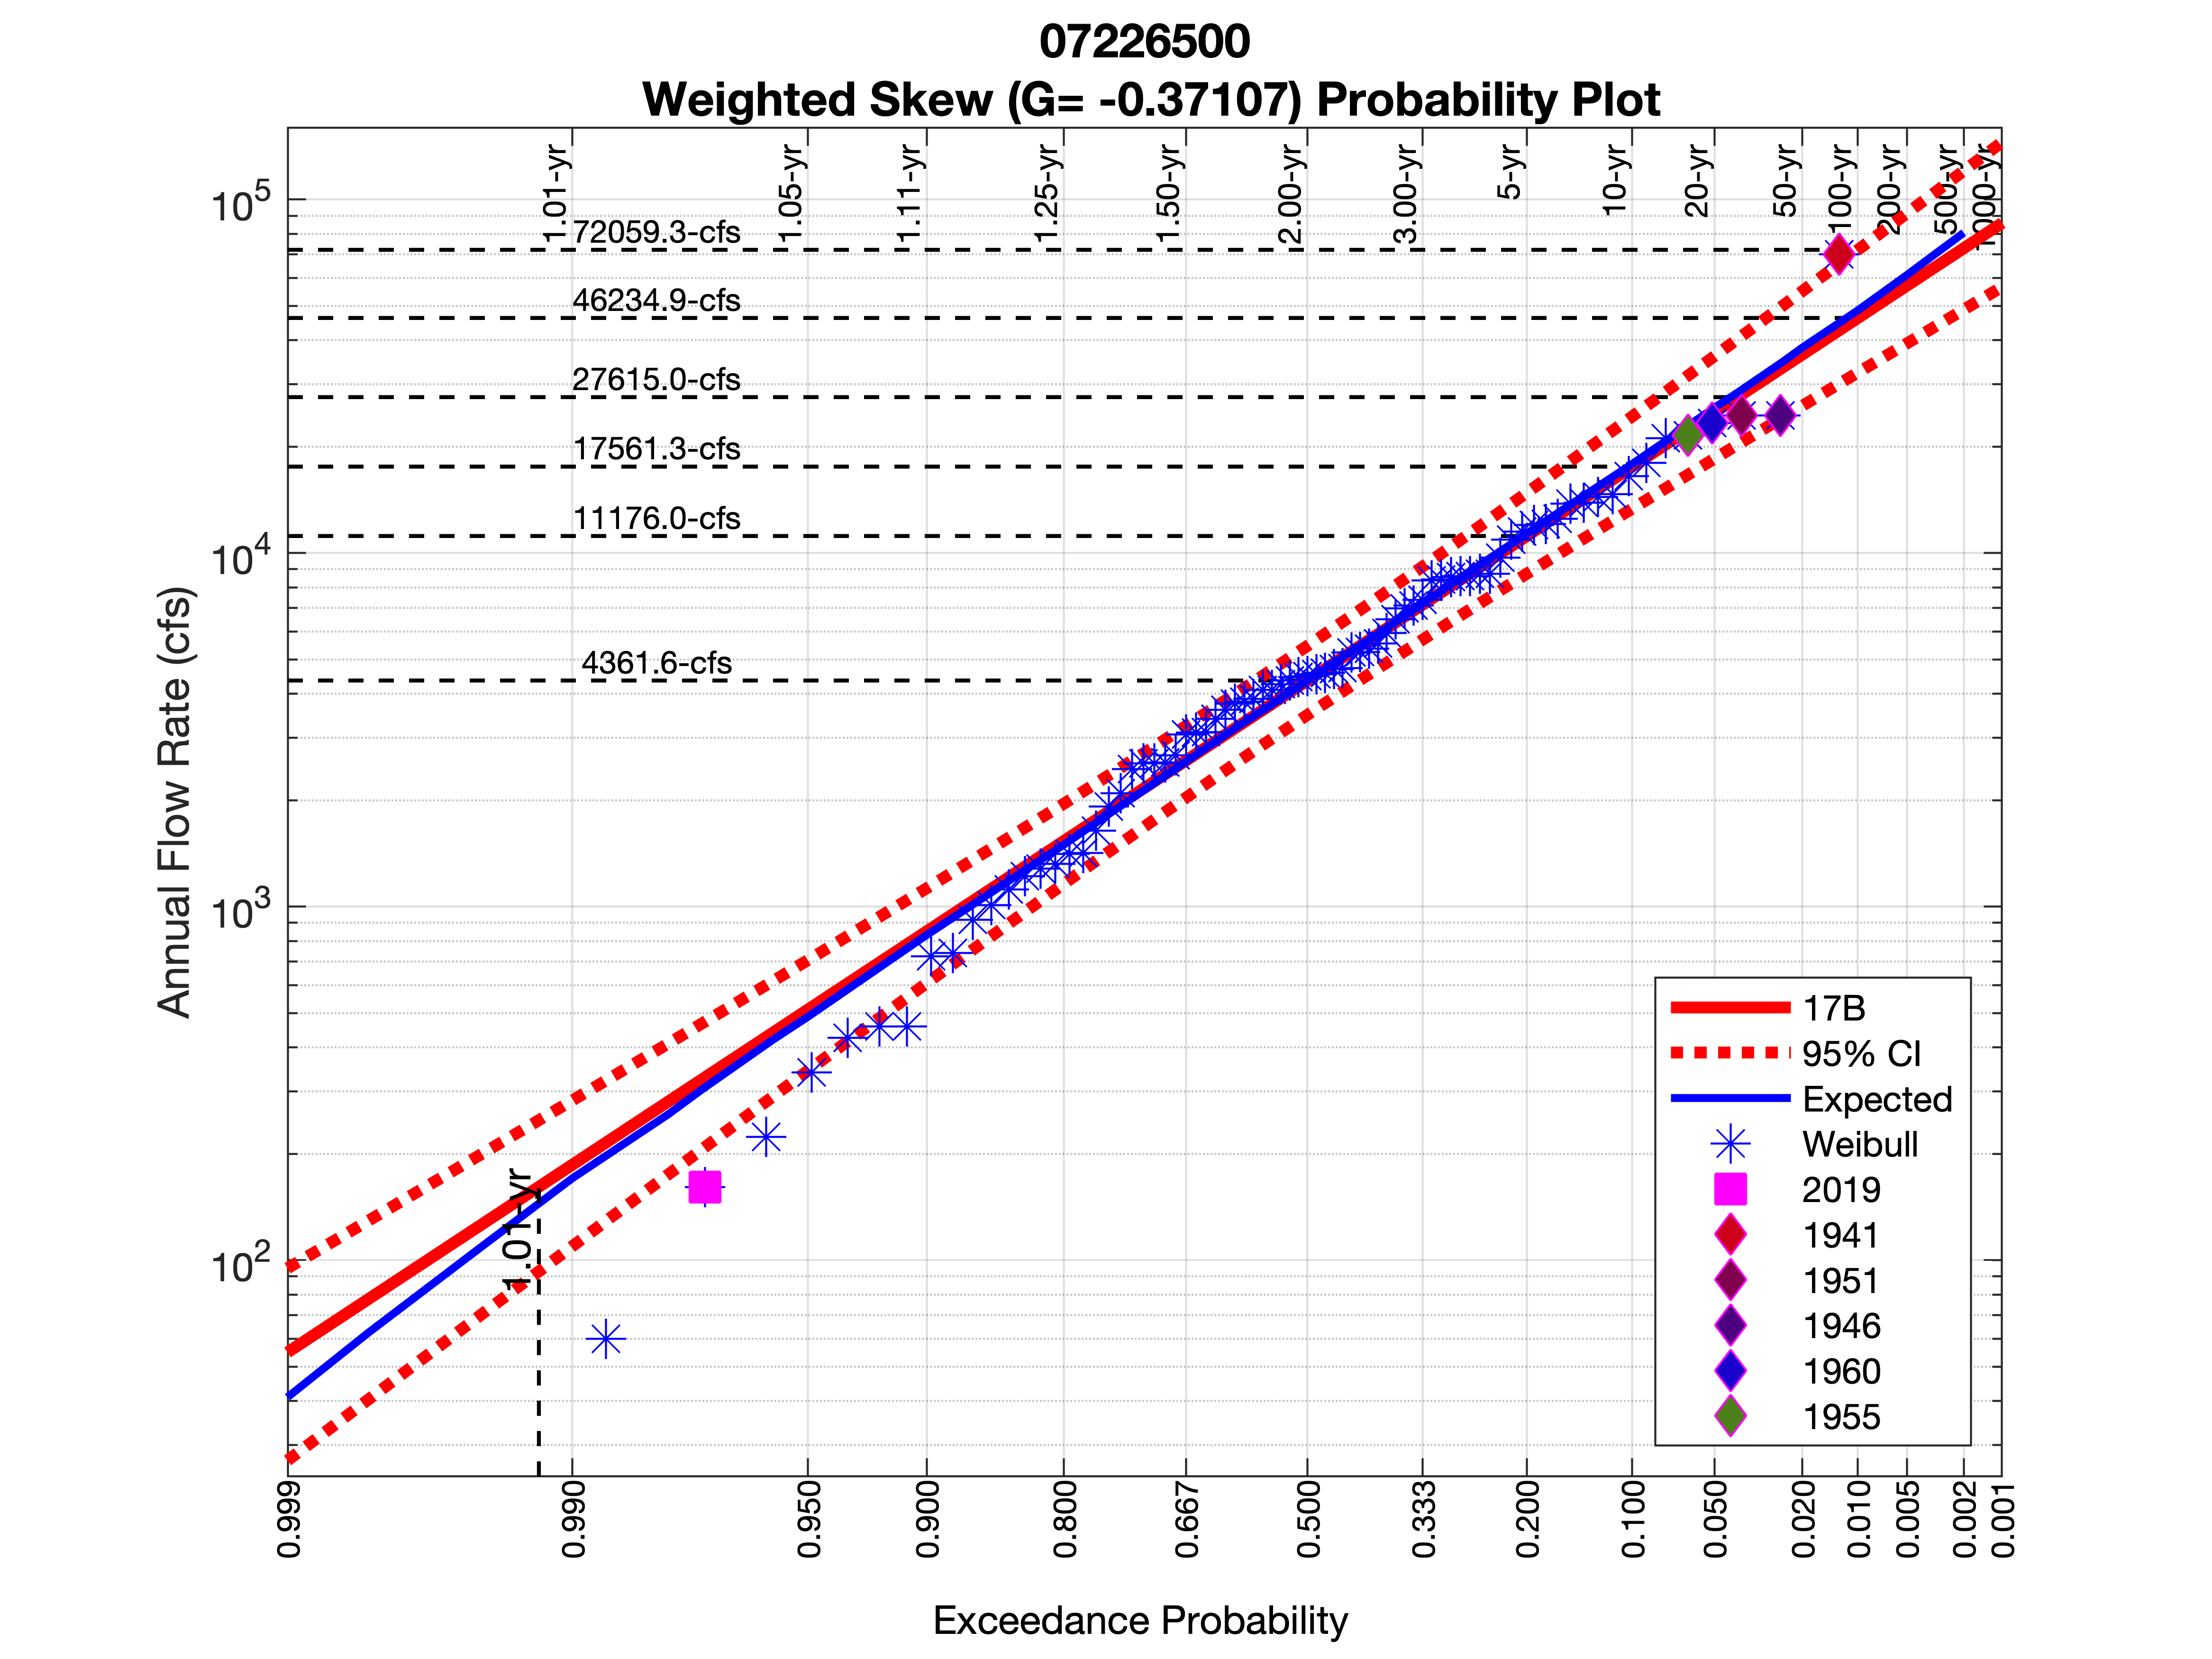 07226500
Weighted Skew (G= -0.37107) Probability Plot
1.01-yr
1.05-yr
1.11-yr
1.25-yr
1.50-yr
2.00-yr
3.00-yr
5-yr
10-yr
20-yr
50-yr
100-yr
200-yr
500-yr
1000-yr
10^5
10^4
10^3
10^2
Annual Flow Rate (cfs)
72059.3-cfs
46234.9-cfs
27615.0-cfs
17561.3-cfs
11176.0-cfs
4361.6-cfs
1.01-yr
17B
95% CI
Expected
Weibull
2019
1941
1951
1946
1960
1955
0.999
0.990
0.950
0.900
0.800
0.667
0.500
0.333
0.200
0.100
0.050
0.020
0.010
0.005
0.002
0.001
Exceedance Probability